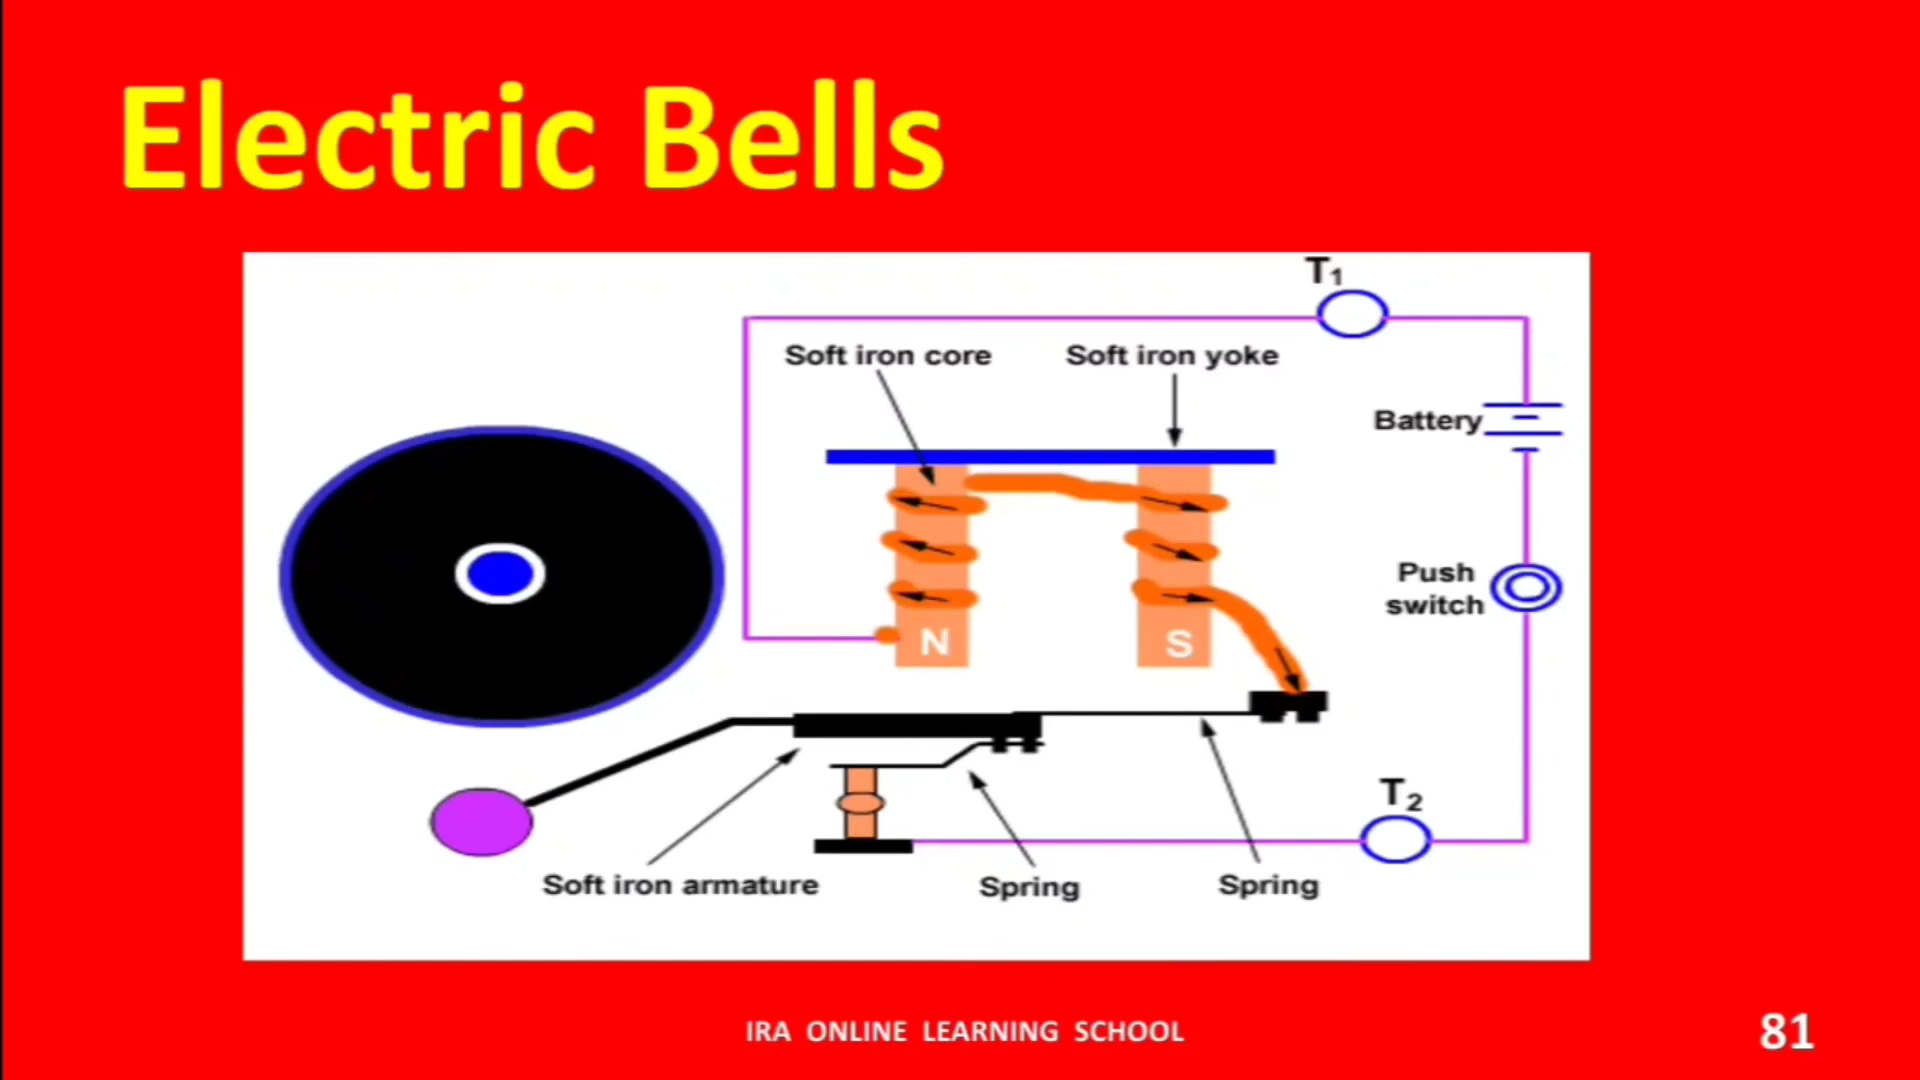 Electric Bells
T1
Soft iron core
Soft iron yoke
Battery
Push
switch
N
S
T2
Soft iron armature
Spring
Spring
IRA ONLINE LEARNING SCHOOL
81